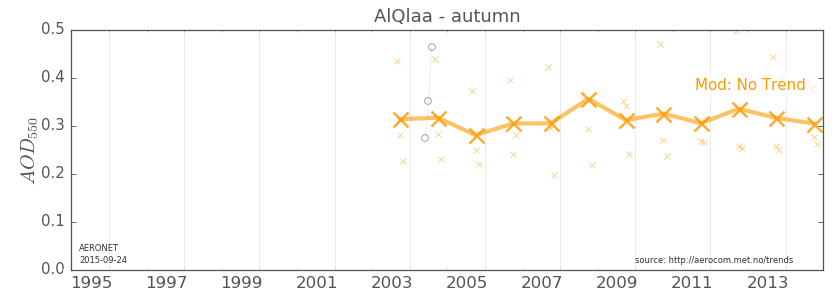 AlQlaa - autumn
0.5
0.4
0.3
0.2
0.1
0.0
AOD550
Mod: No Trend
AERONET
2015-09-24
source: http://aerocom.met.no/trends
1995 1997 1999 2001 2003 2005 2007 2009 2011 2013